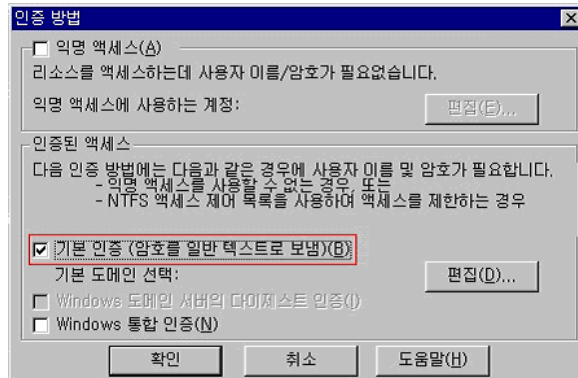 인증 방법
익명 액세스(A)
리소스를 액세스하는데 사용자 이름/암호가 필요없습니다.
익명 액세스에 사용하는 계정:
편집(E)...
인증된 액세스
다음 인증 방법에는 다음과 같은 경우에 사용자 이름 및 암호가 필요합니다.
- 익명 액세스를 사용할 수 없는 경우, 또는
- NTFS 액세스 제어 목록을 사용하여 액세스를 제한하는 경우
기본 인증 (암호를 일반 텍스트로 보냄)(B)
기본 도메인 선택:
편집(D)...
Windows 도메인 서버의 다이제스트 인증(I)
Windows 통합 인증(N)
확인
취소
도움말(H)